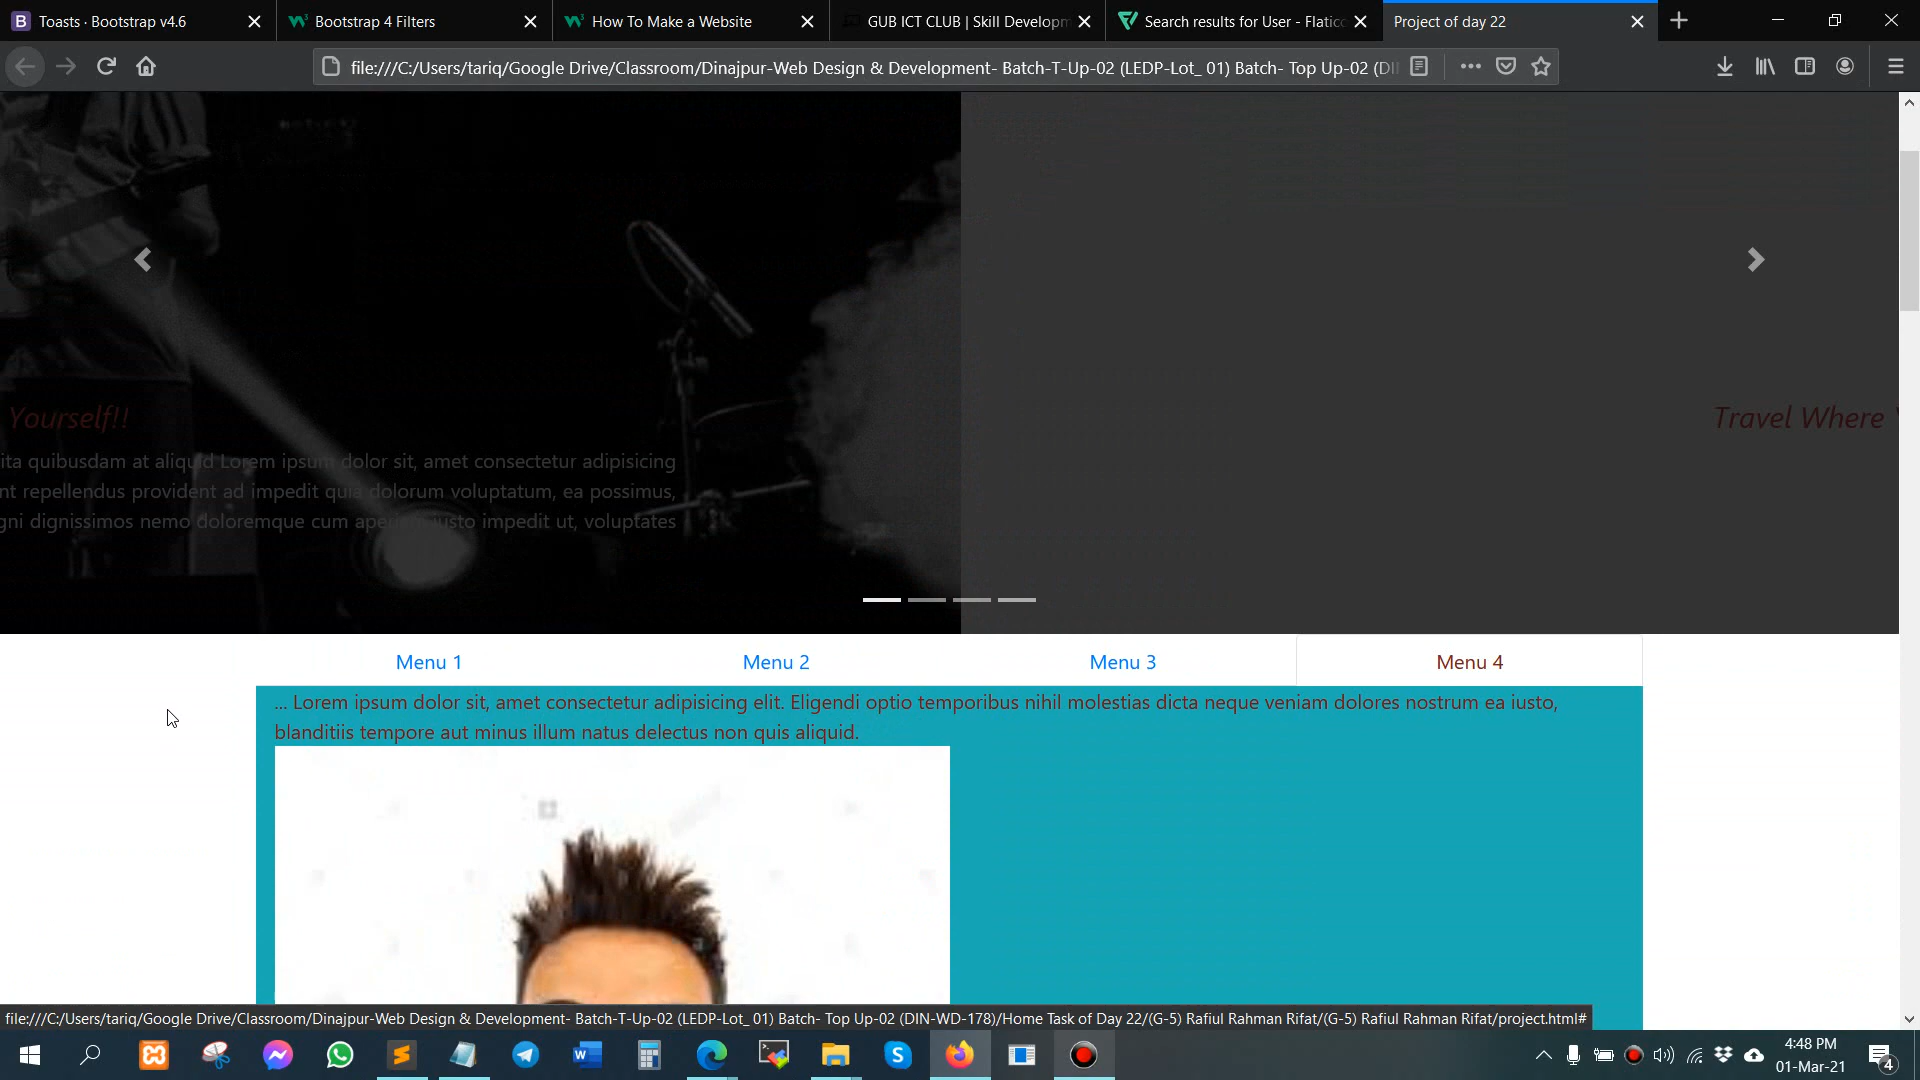 Toasts · Bootstrap v4.6
Bootstrap 4 Filters
How To Make a Website
GUB ICT CLUB | Skill Developm
Search results for User - Flatic
Project of day 22
file:///C:/Users/tariq/Google Drive/Classroom/Dinajpur-Web Design & Development- Batch-T-Up-02 (LEDP-Lot_ 01) Batch- Top Up-02 (DI
Yourself!!
Travel Where
ita quibusdam at aliquid Lorem ipsum dolor sit, amet consectetur adipisicing
nt repellendus provident ad impedit quia dolorum voluptatum, ea possimus,
gni dignissimos nemo doloremque cum aperiam iusto impedit ut, voluptates
Menu 1
Menu 2
Menu 3
Menu 4
... Lorem ipsum dolor sit, amet consectetur adipisicing elit. Eligendi optio temporibus nihil molestias dicta neque veniam dolores nostrum ea iusto,
blanditiis tempore aut minus illum natus delectus non quis aliquid.
file:///C:/Users/tariq/Google Drive/Classroom/Dinajpur-Web Design & Development- Batch-T-Up-02 (LEDP-Lot_ 01) Batch- Top Up-02 (DIN-WD-178)/Home Task of Day 22/(G-5) Rafiul Rahman Rifat/(G-5) Rafiul Rahman Rifat/project.html#
4:48 PM
01-Mar-21
4